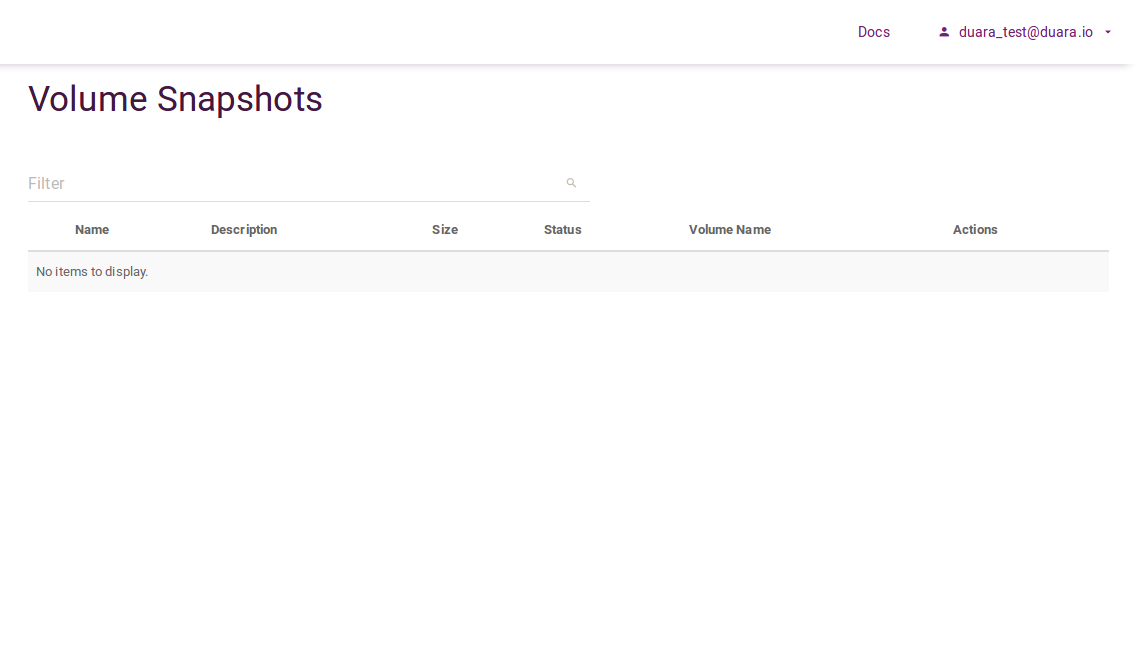 Docs
duara_test@duara.io
Volume Snapshots
Filter
Name Description Size Status Volume Name Actions
No items to display.